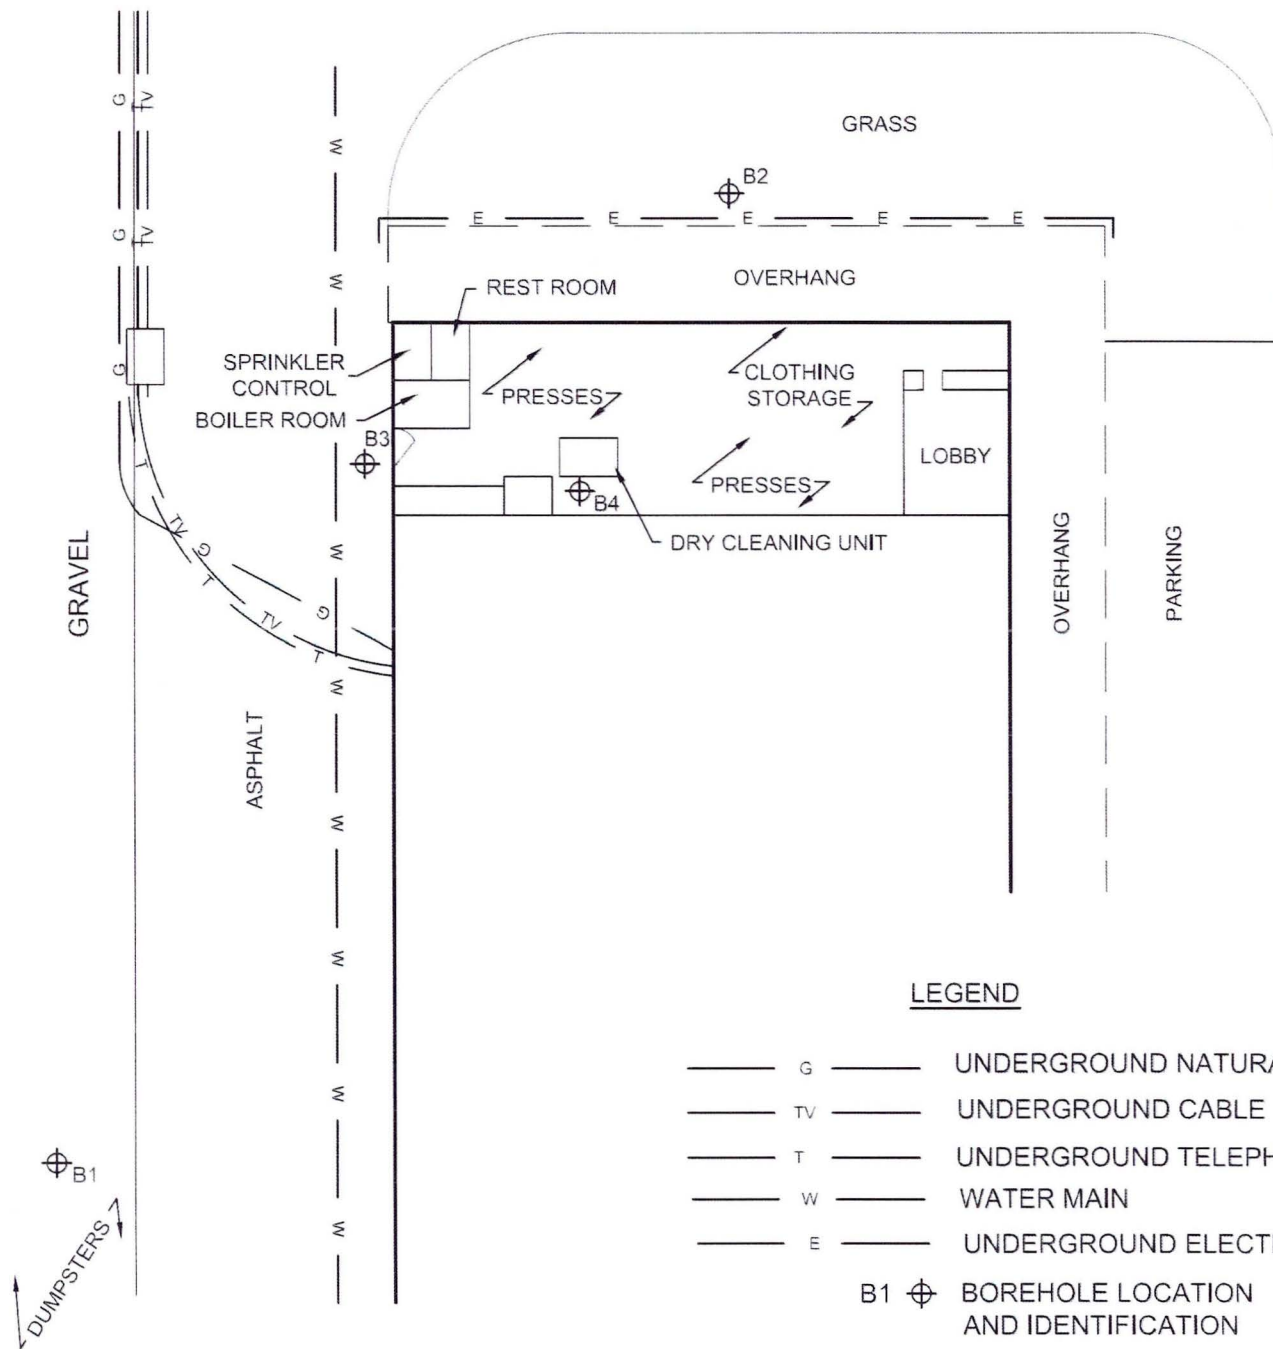 G
TV
W
GRASS
B2
G
TV
E
E
E
E
E
W
OVERHANG
REST ROOM
SPRINKLER
CONTROL
G
CLOTHING
STORAGE
PRESSES
BOILER ROOM
B3
T
LOBBY
PRESSES
B4
DRY CLEANING UNIT
TV
G
T
W
GRAVEL
OVERHANG
PARKING
G
TV
T
W
ASPHALT
W
W
W
W
B1
DUMPSTERS
LEGEND
G UNDERGROUND NATURA
TV UNDERGROUND CABLE
T UNDERGROUND TELEPH
W WATER MAIN
E UNDERGROUND ELECT
B1 BOREHOLE LOCATION
AND IDENTIFICATION